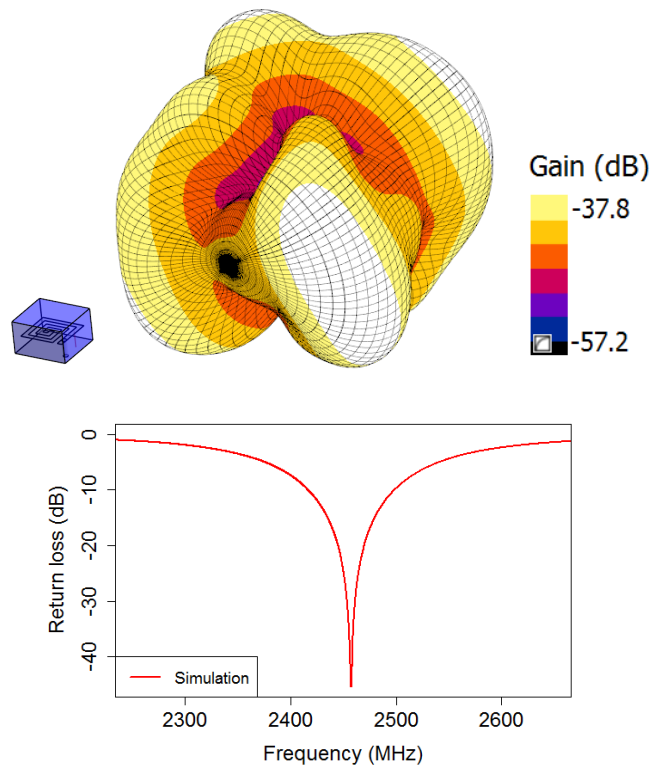 Gain (dB)
-37.8
-57.2
0
-10
-20
-30
-40
Return loss (dB)
Simulation
2300 2400 2500 2600
Frequency (MHz)